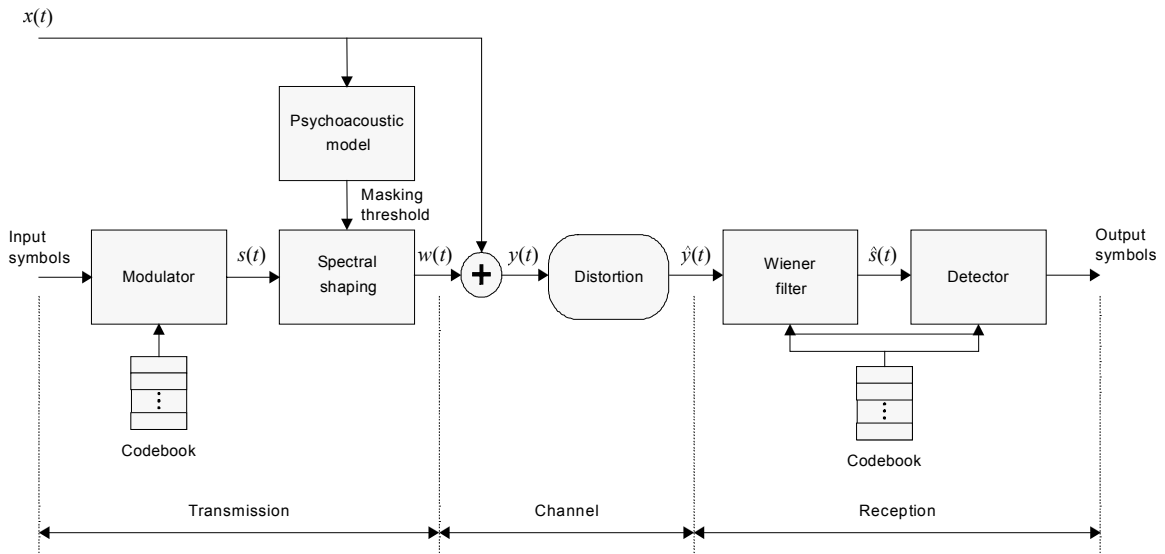 x(t)
Psychoacoustic
model
Masking
threshold
Input
symbols
Modulator
s(t)
Spectral
shaping
w(t)
+
y(t)
Distortion
ŷ(t)
Wiener
filter
ŝ(t)
Detector
Output
symbols
Codebook
Codebook
Transmission
Channel
Reception